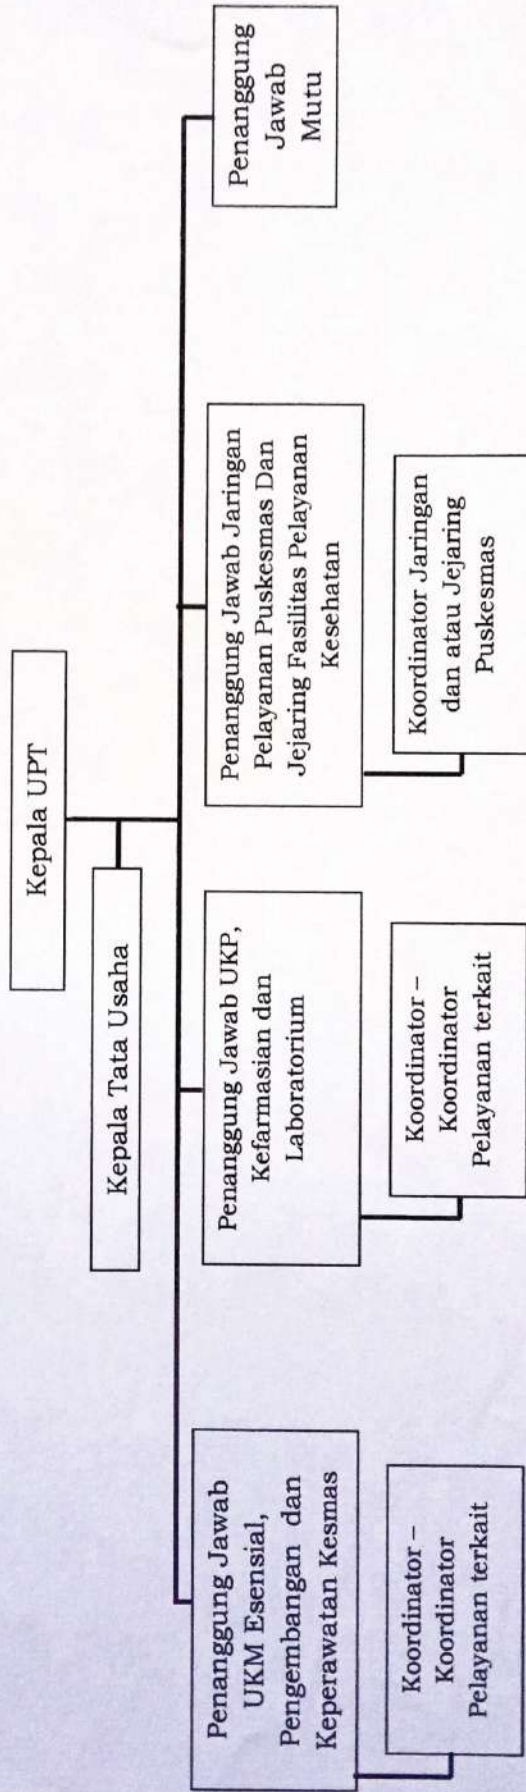 Kepala UPT
Kepala Tata Usaha
Penanggung Jawab
UKM Esensial,
Pengembangan dan
Keperawatan Kesmas
Koordinator –
Koordinator
Pelayanan terkait
Penanggung Jawab UKP,
Kefarmasian dan
Laboratorium
Koordinator –
Koordinator
Pelayanan terkait
Penanggung Jawab Jaringan
Pelayanan Puskesmas Dan
Jejaring Fasilitas Pelayanan
Kesehatan
Koordinator Jaringan
dan atau Jejaring
Puskesmas
Penanggung
Jawab
Mutu